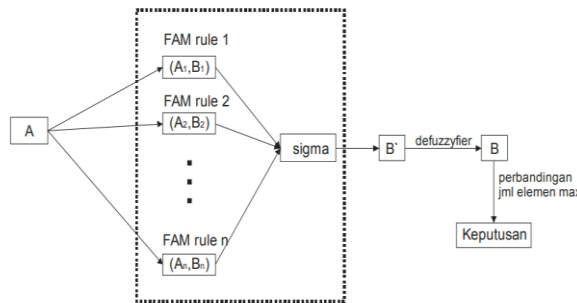 FAM rule 1
(A₁,B₁)
FAM rule 2
A
(A₂,B₂)
sigma
B`
defuzzyfier
B
perbandingan
jml elemen max
Keputusan
FAM rule n
(Aₙ,Bₙ)